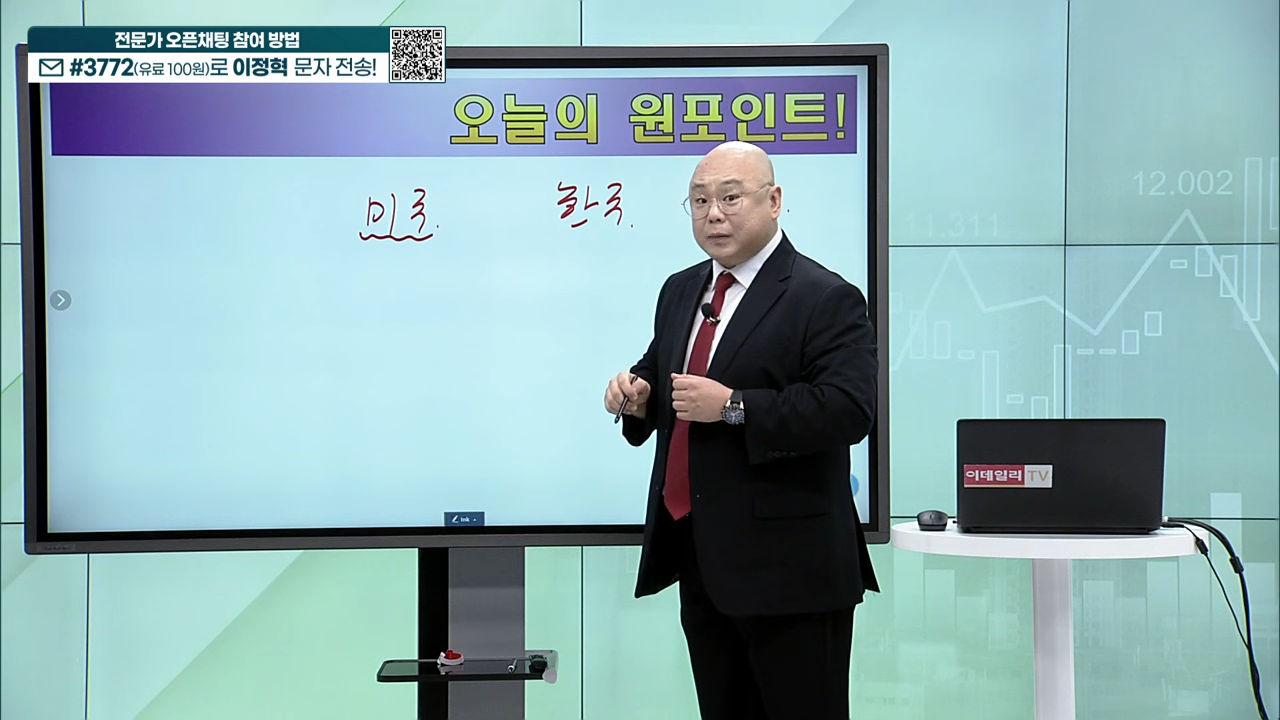 전문가 오픈채팅 참여 방법
#3772(유료 100원)로 이정혁 문자 전송!
오늘의 원포인트!
미국. 한국.
12.002
11.311
이데일리TV
Ink